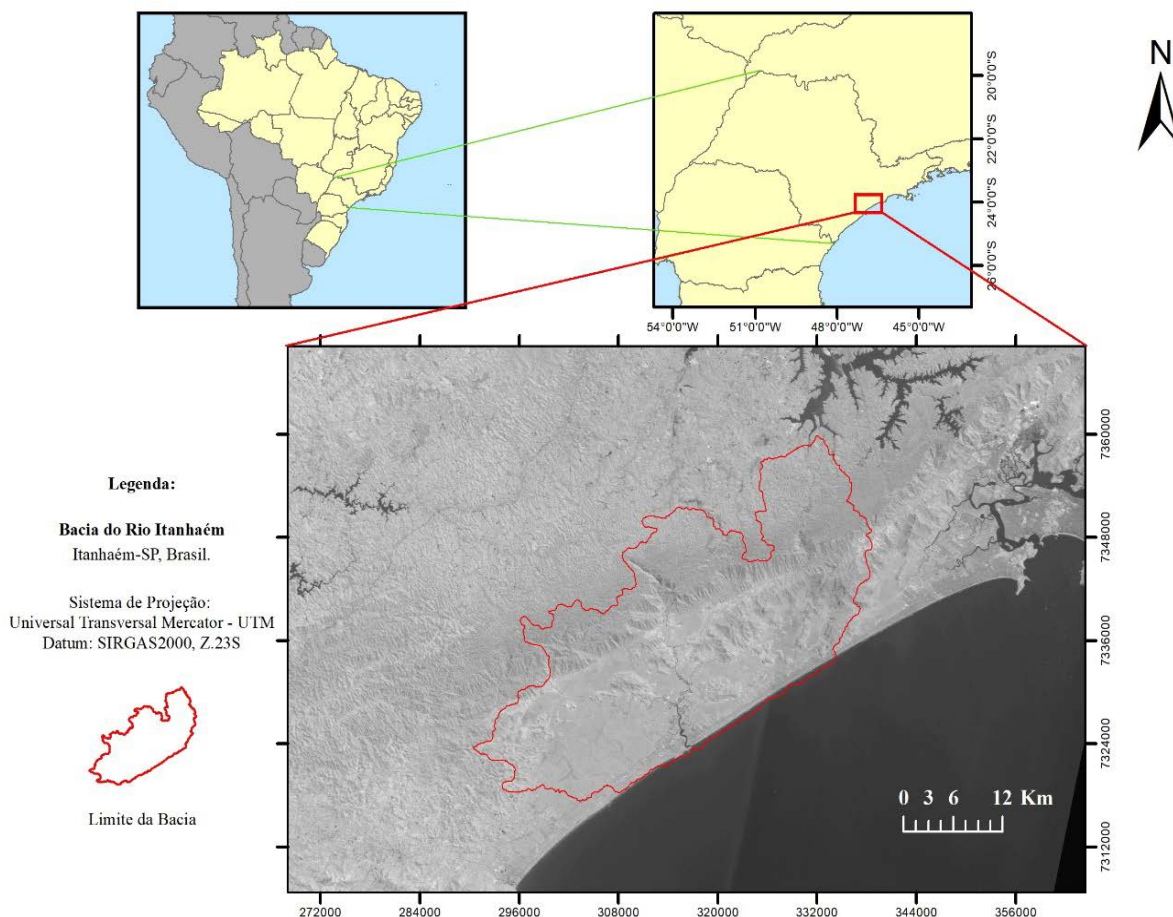 N
20°0'0"S
22°0'0"S
24°0'0"S
26°0'0"S
54°0'0"W
51°0'0"W
48°0'0"W
45°0'0"W
Legenda:
Bacia do Rio Itanhaém
Itanhaém-SP, Brasil.
Sistema de Projeção:
Universal Transversal Mercator - UTM
Datum: SIRGAS2000, Z.23S
Limite da Bacia
7360000
7348000
7336000
7324000
7312000
0 3 6 12 Km
272000
284000
296000
308000
320000
332000
344000
356000